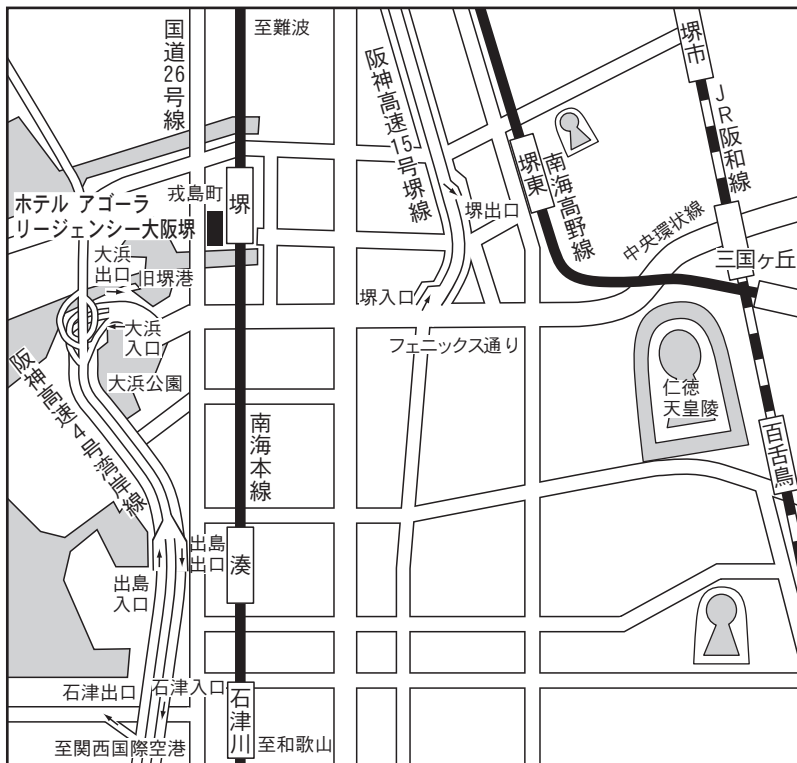 国道26号線
至難波
阪神高速15号堺線
堺市
JR阪和線
堺東
南海高野線
戎島町
堺
ホテル アゴーラ
リージェンシー大阪堺
堺出口
中央環状線
三国ヶ丘
大浜
出口
旧堺港
堺入口
大浜
入口
フェニックス通り
大浜公園
仁徳
天皇陵
阪神高速4号湾岸線
南海本線
百舌鳥
出島
出口
湊
出島
入口
石津出口
石津入口
石津川
至関西国際空港
至和歌山